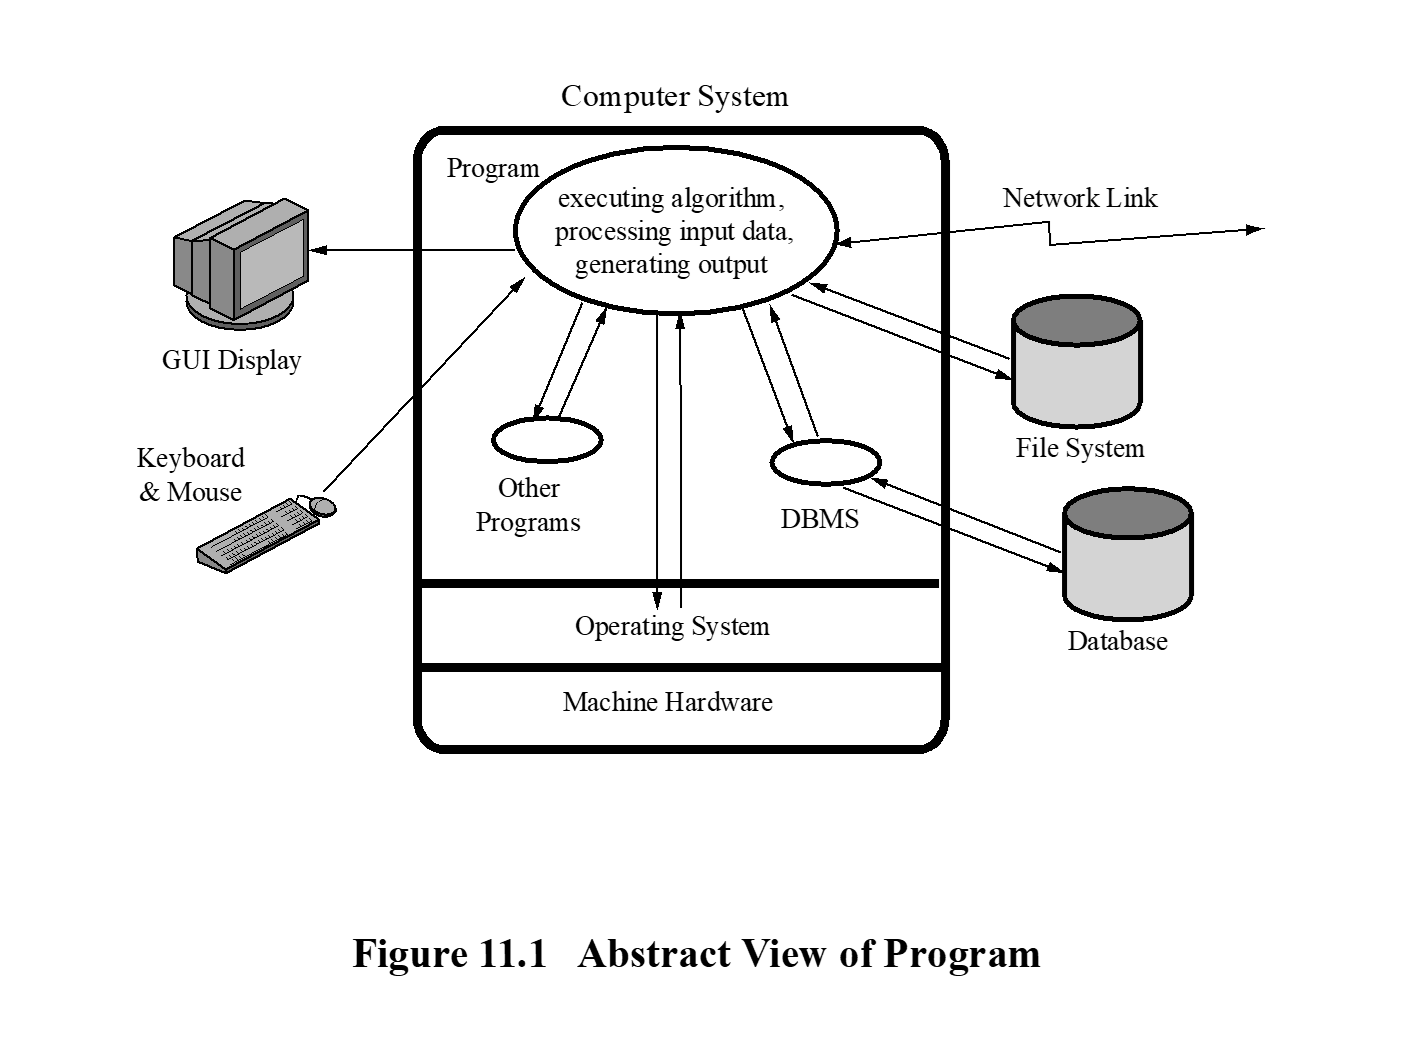 Computer System
Program
executing algorithm,
processing input data,
generating output
Network Link
GUI Display
File System
Keyboard
& Mouse
Other
Programs
DBMS
Database
Operating System
Machine Hardware
Figure 11.1 Abstract View of Program